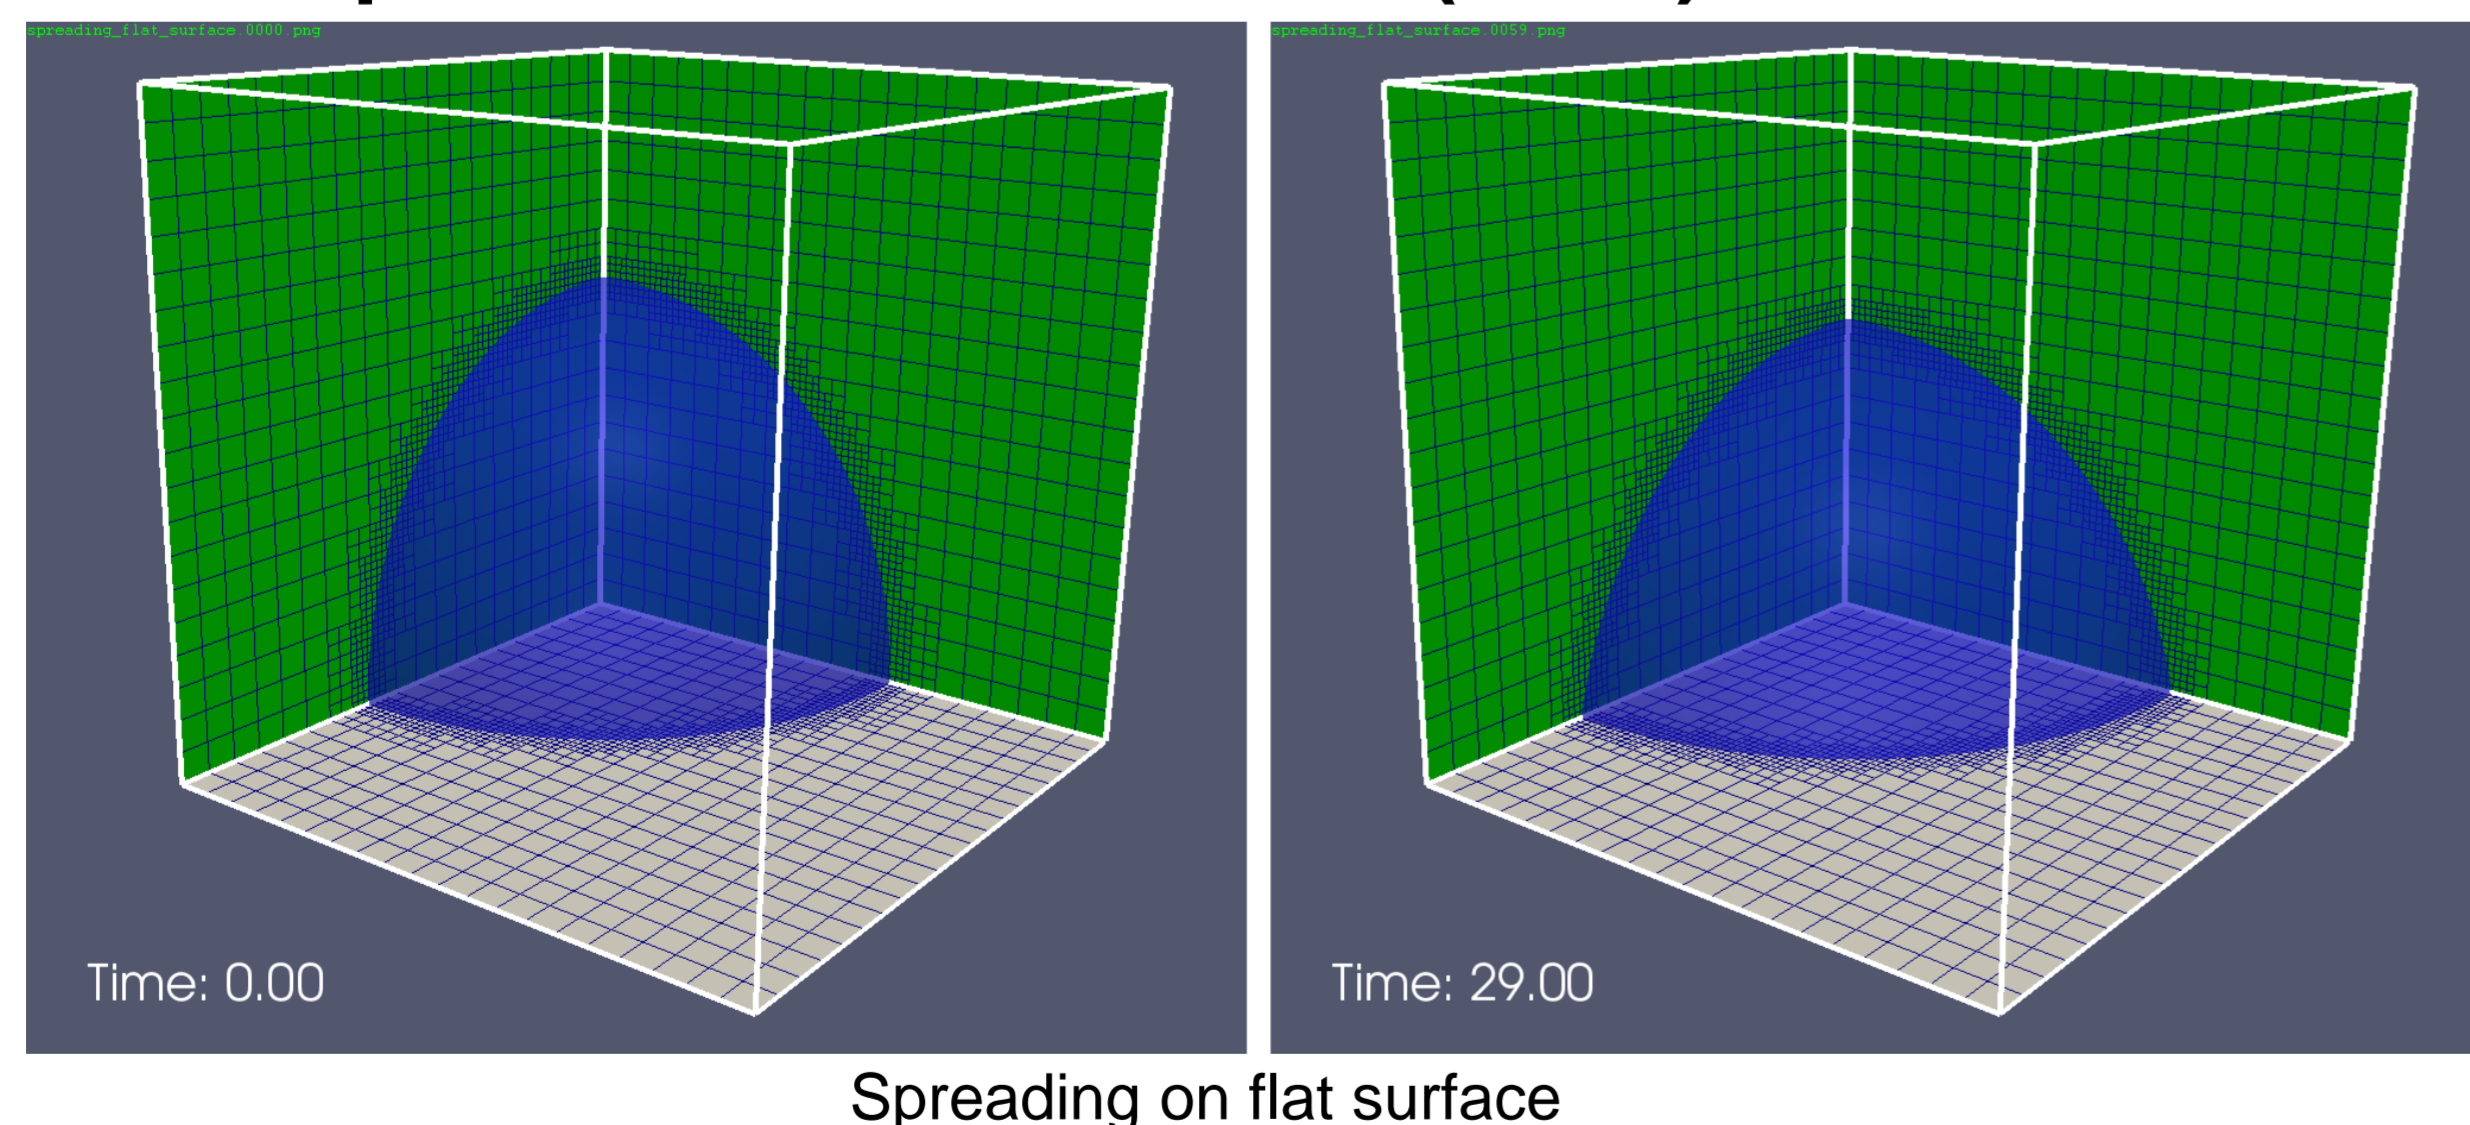 spreading_flat_surface.0000.png
spreading_flat_surface.0059.png
Time: 0.00
Time: 29.00
Spreading on flat surface